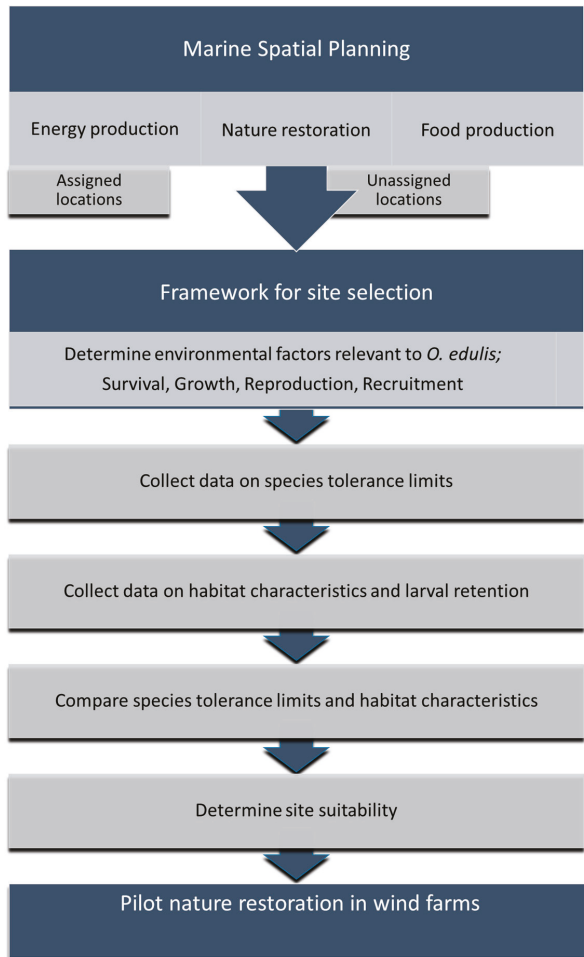 Marine Spatial Planning
Energy production
Nature restoration
Food production
Assigned
locations
Unassigned
locations
Framework for site selection
Determine environmental factors relevant to O. edulis;
Survival, Growth, Reproduction, Recruitment
Collect data on species tolerance limits
Collect data on habitat characteristics and larval retention
Compare species tolerance limits and habitat characteristics
Determine site suitability
Pilot nature restoration in wind farms